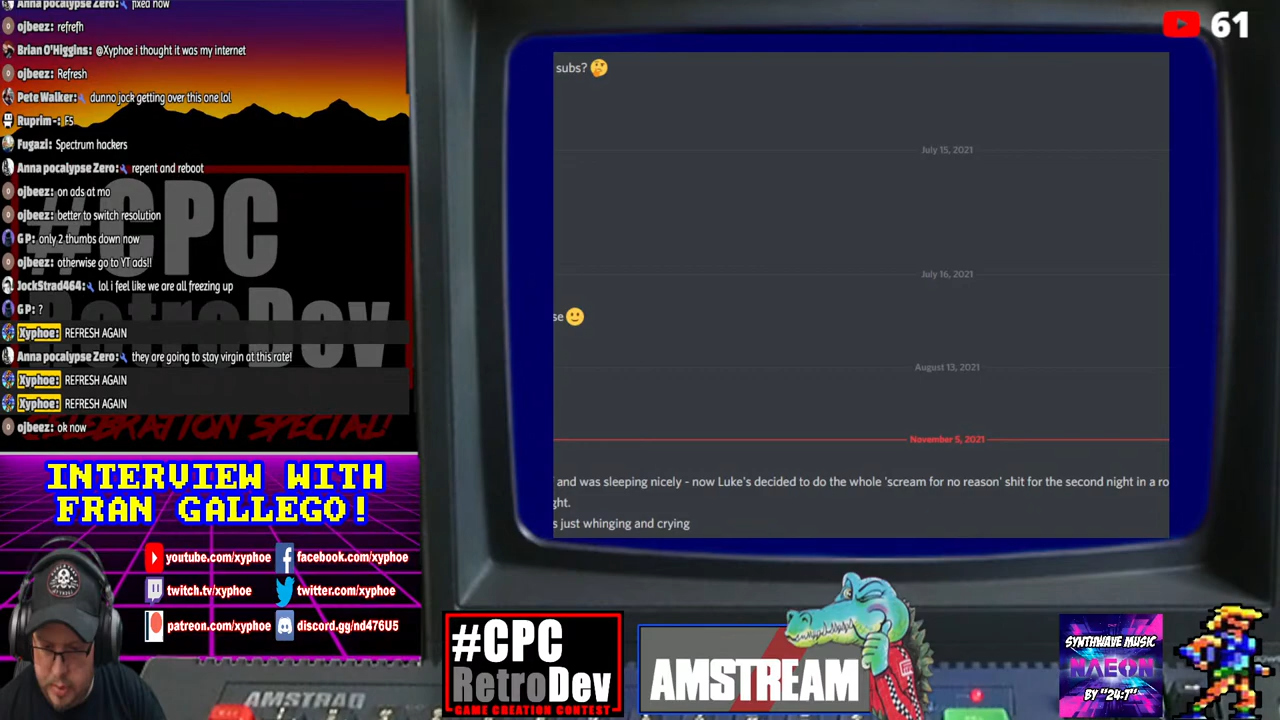 Anna pocalypse Zero: fixed now
ojbeez: refrefh
Brian O'Higgins: @Xyphoe i thought it was my internet
ojbeez: Refresh
Pete Walker: dunno jock getting over this one lol
Ruprim-: F5
Fugazi: Spectrum hackers
Anna pocalypse Zero: repent and reboot
ojbeez: on ads at mo
ojbeez: better to switch resolution
GP: only 2 thumbs down now
ojbeez: otherwise go to YT ads!!
JockStrad464: lol i feel like we are all freezing up
GP: ?
Xyphoe: REFRESH AGAIN
Anna pocalypse Zero: they are going to stay virgin at this rate!
Xyphoe: REFRESH AGAIN
Xyphoe: REFRESH AGAIN
ojbeez: ok now
#CPC
RetroDev
CELEBRATION SPECIAL!
INTERVIEW WITH
FRAN GALLEGO!
youtube.com/xyphoe
facebook.com/xyphoe
twitch.tv/xyphoe
twitter.com/xyphoe
patreon.com/xyphoe
discord.gg/nd476U5
61
subs?
July 15, 2021
July 16, 2021
se
August 13, 2021
November 5, 2021
and was sleeping nicely - now Luke's decided to do the whole 'scream for no reason' shit for the second night in a ro
ght.
s just whinging and crying
AMSTRAD
#CPC
RetroDev
GAME CREATION CONTEST
AMSTREAM
SYNTHWAVE MUSIC
NAEON
BY "24:7"